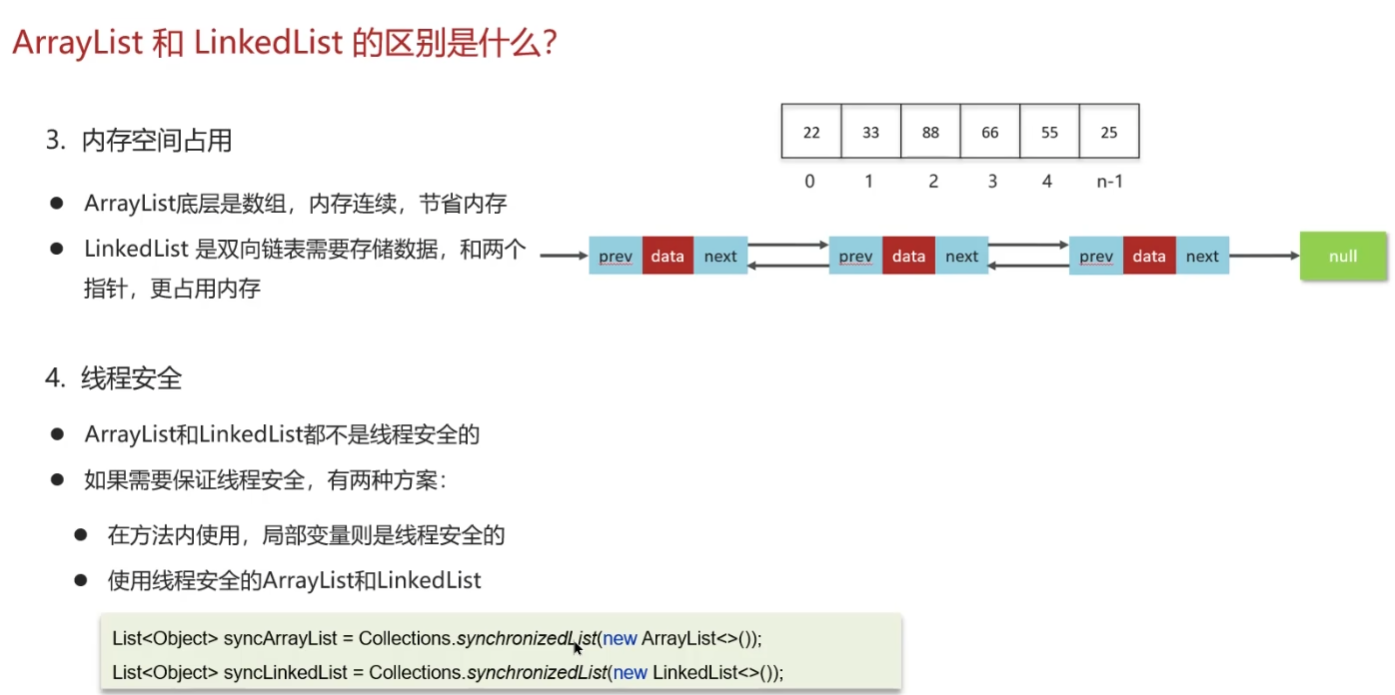 ArrayList 和 LinkedList 的区别是什么？
3. 内存空间占用
● ArrayList底层是数组，内存连续，节省内存
● LinkedList 是双向链表需要存储数据，和两个
指针，更占用内存
22 33 88 66 55 25
0 1 2 3 4 n-1
prev data next prev data next prev data next null
4. 线程安全
● ArrayList和LinkedList都不是线程安全的
● 如果需要保证线程安全，有两种方案：
● 在方法内使用，局部变量则是线程安全的
● 使用线程安全的ArrayList和LinkedList
List<Object> syncArrayList = Collections.synchronizedList(new ArrayList<>());
List<Object> syncLinkedList = Collections.synchronizedList(new LinkedList<>());